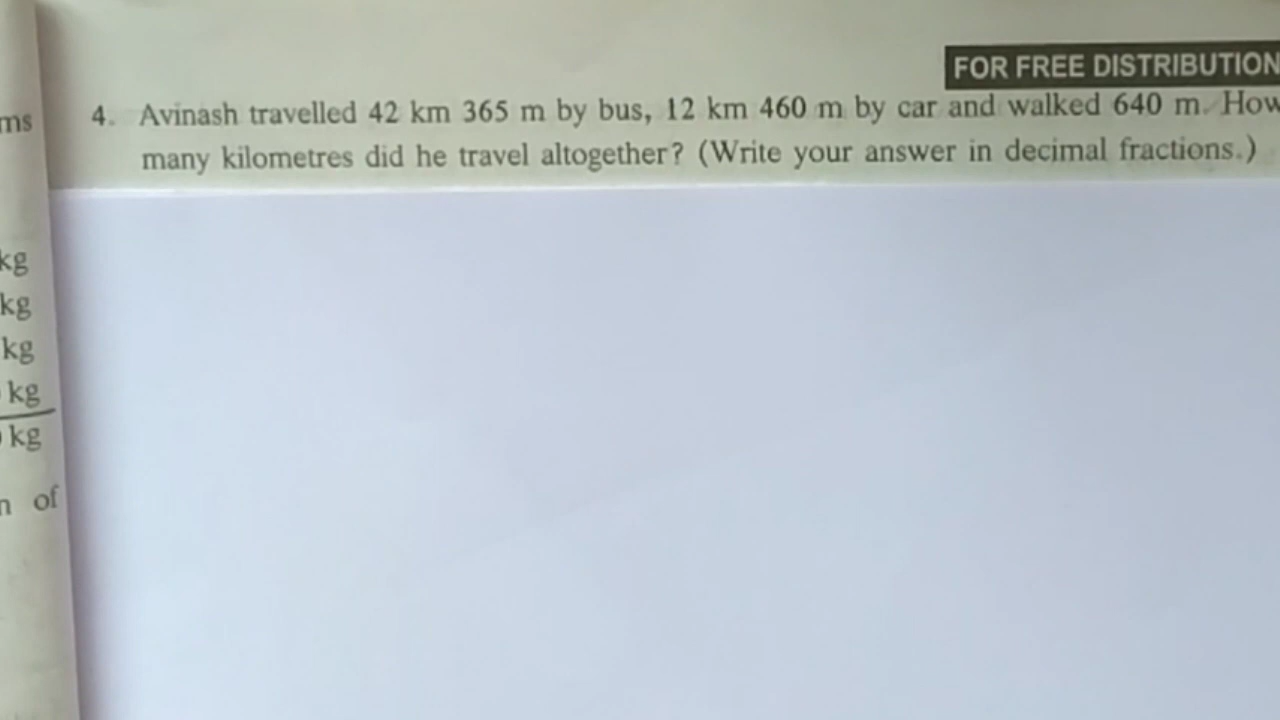 FOR FREE DISTRIBUTION
4. Avinash travelled 42 km 365 m by bus, 12 km 460 m by car and walked 640 m. How
many kilometres did he travel altogether? (Write your answer in decimal fractions.)
ms
kg
kg
kg
kg
kg
of